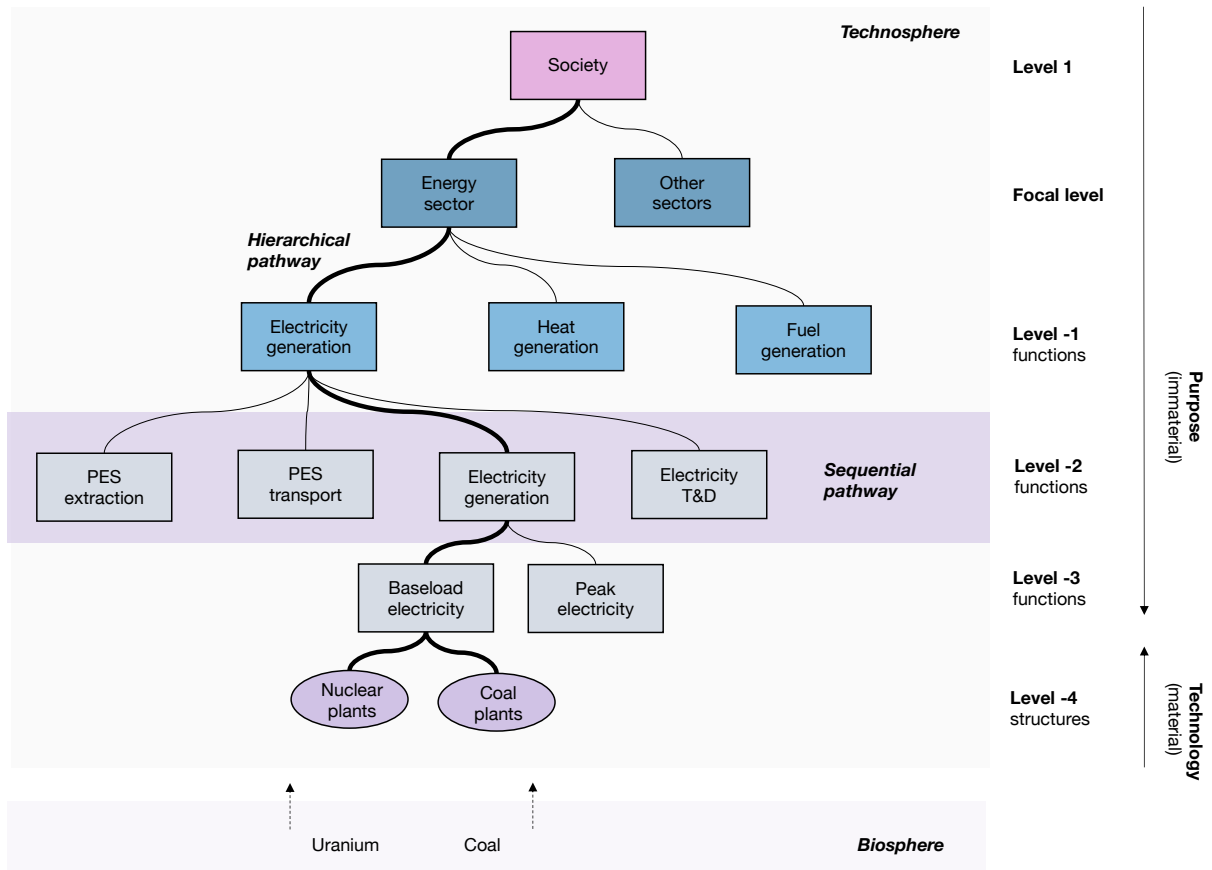 Technosphere
Society
Level 1
Energy
sector
Other
sectors
Focal level
Hierarchical
pathway
Electricity
generation
Heat
generation
Fuel
generation
Level -1
functions
Purpose
(immaterial)
PES
extraction
PES
transport
Electricity
generation
Electricity
T&D
Sequential
pathway
Level -2
functions
Baseload
electricity
Peak
electricity
Level -3
functions
Nuclear
plants
Coal
plants
Level -4
structures
Technology
(material)
Uranium
Coal
Biosphere